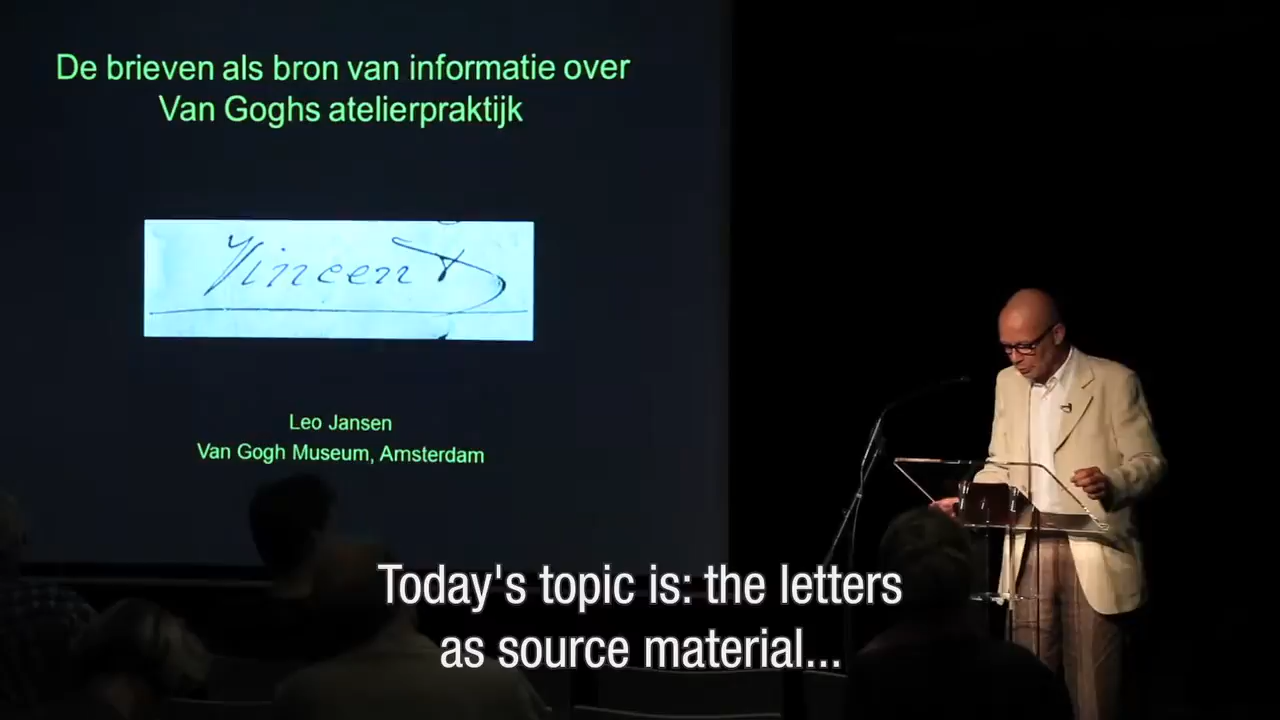 De brieven als bron van informatie over
Van Goghs atelierpraktijk
Vincent
Leo Jansen
Van Gogh Museum, Amsterdam
Today's topic is: the letters
as source material...